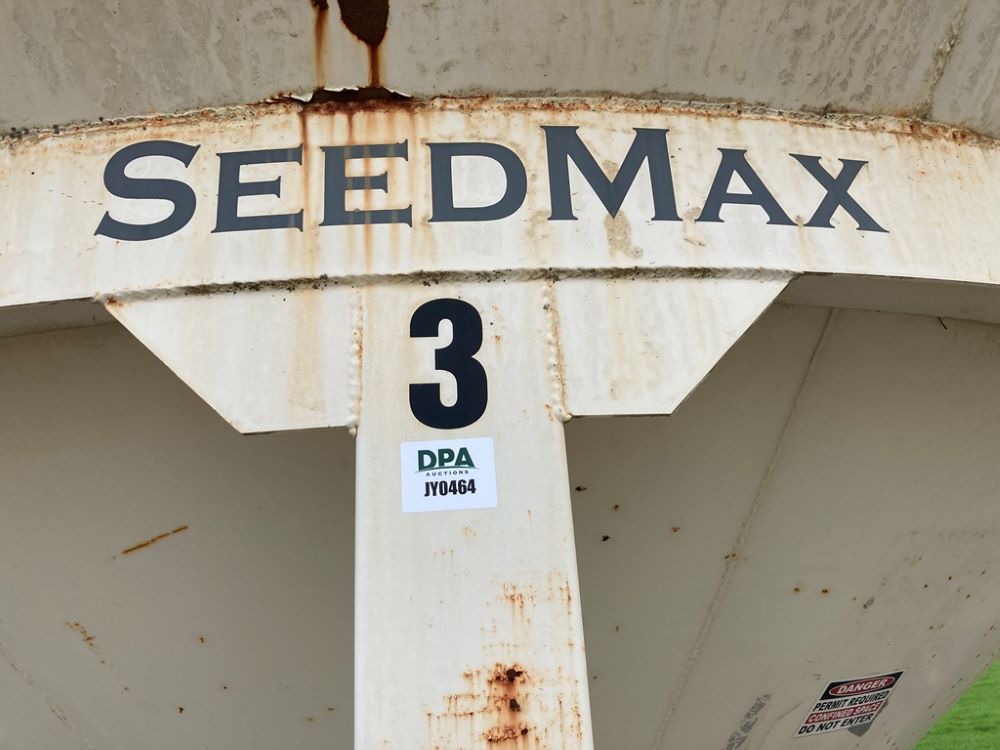 SEEDMAX
3
DPA
AUCTIONS
JY0464
DANGER
PERMIT REQUIRED
CONFINED SPACE
DO NOT ENTER